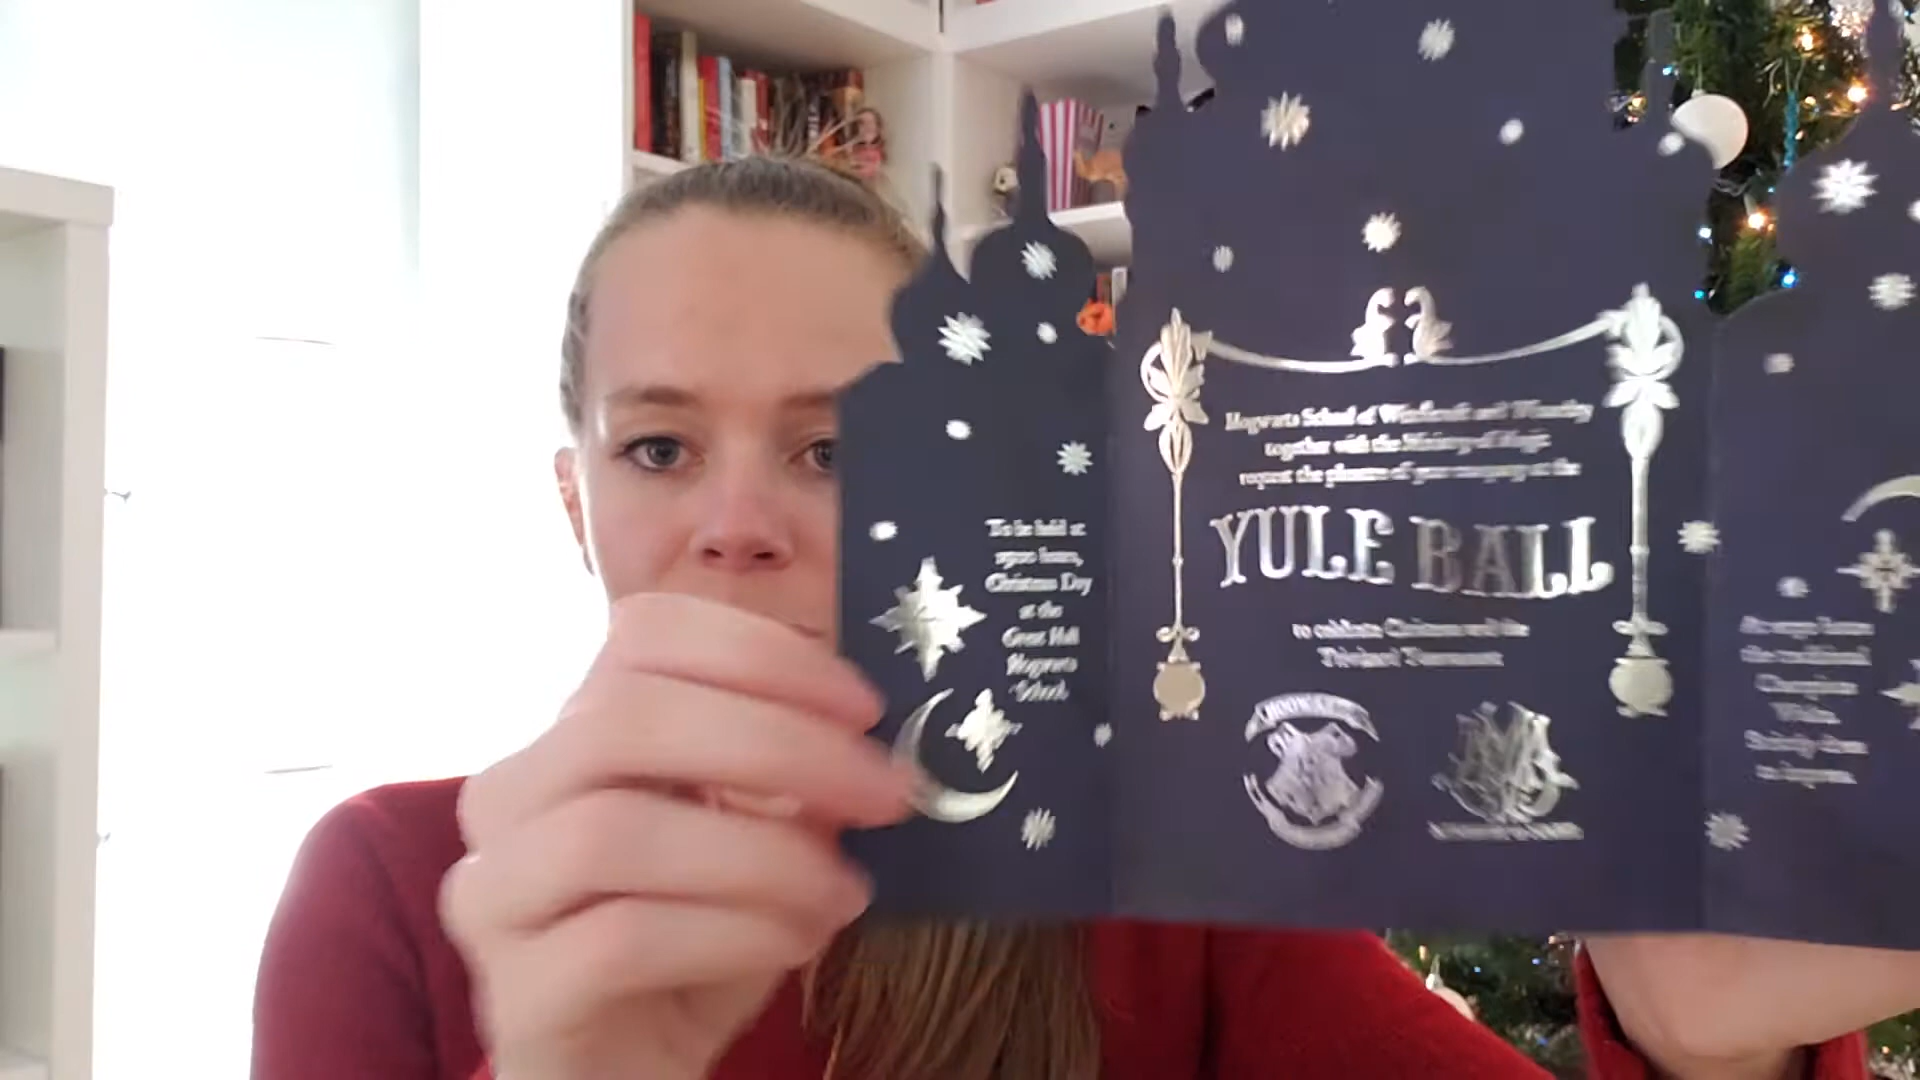 To be held at
Christmas Day
at the
Great Hall
Hogwarts
School.
Hogwarts School of Witchcraft and Wizardry
together with the Ministry of Magic
request the pleasure of your company at the
YULE BALL
to celebrate Christmas and the
Triwizard Tournament
HOGWARTS
the traditional
Champions
Waltz.